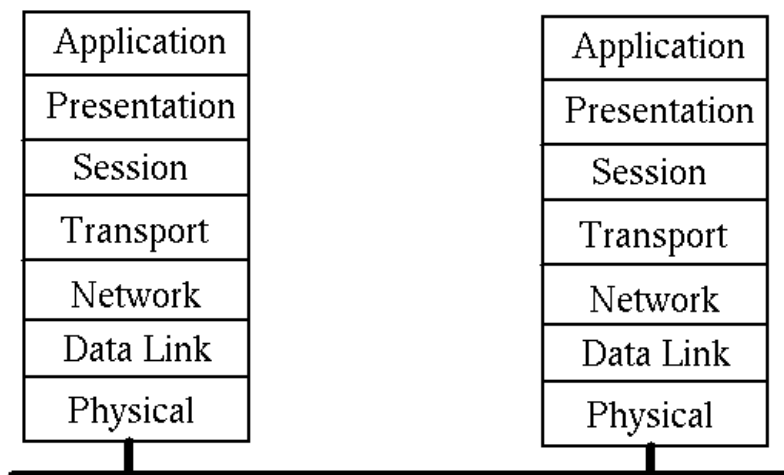 Application
Presentation
Session
Transport
Network
Data Link
Physical
Application
Presentation
Session
Transport
Network
Data Link
Physical